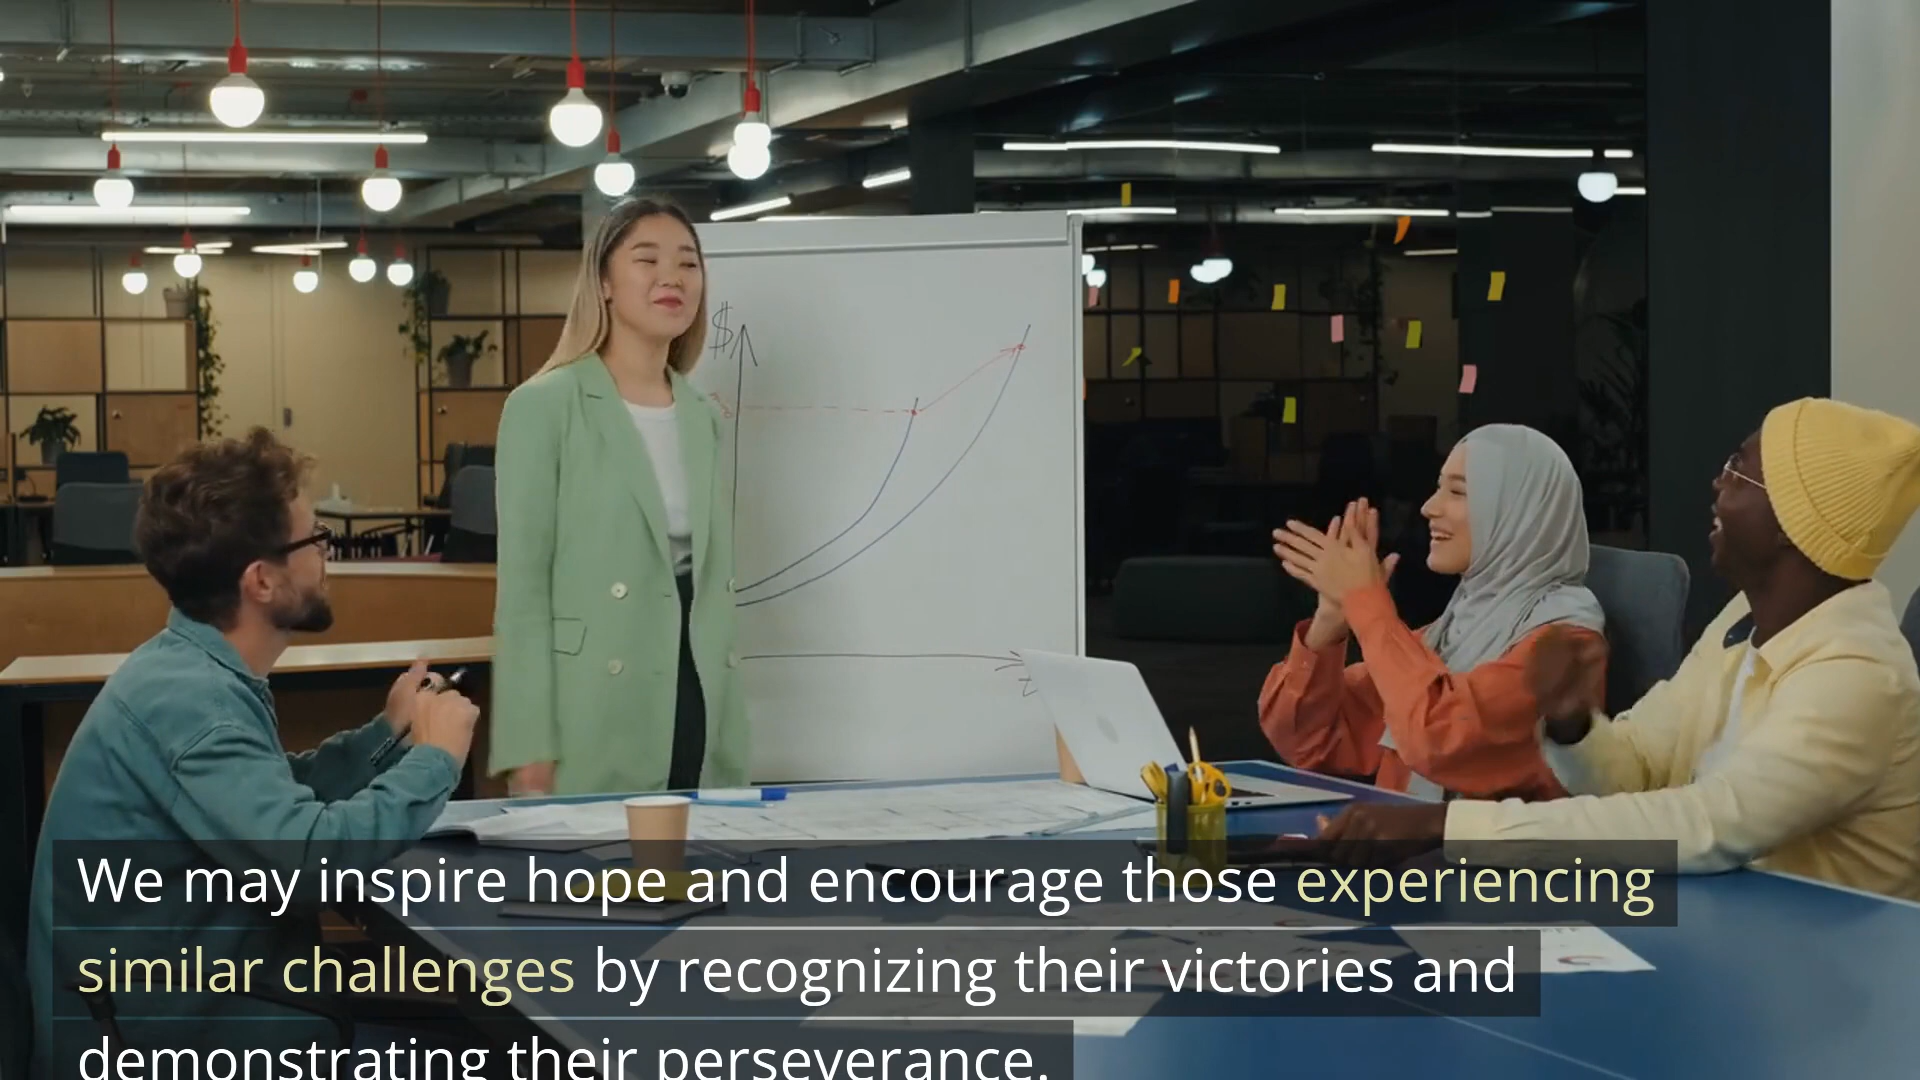 $
We may inspire hope and encourage those experiencing
similar challenges by recognizing their victories and
demonstrating their perseverance.